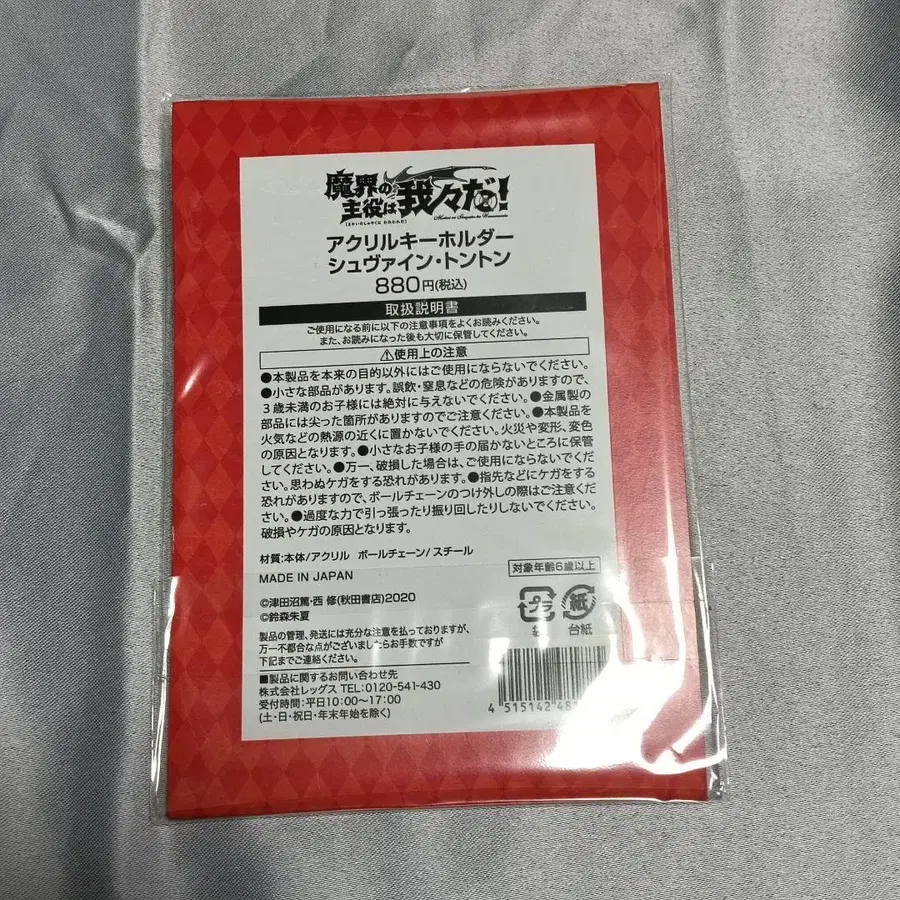 魔界の
主役は我々だ!
(まかいのしゅやくは われわれだ)
アクリルキーホルダー
シュヴァイン・トントン
880円(税込)
取扱説明書
ご使用になる前に以下の注意事項をよくお読みください。
また、お読みになった後も大切に保管してください。
⚠使用上の注意
●本製品を本来の目的以外にはご使用にならないでください。
●小さな部品があります。誤飲・窒息などの危険がありますので、
3歳未満のお子様には絶対に与えないでください。●金属製の
部品には尖った箇所がありますのでご注意ください。●本製品を
火気などの熱源の近くに置かないでください。火災や変形、変色
の原因となります。●小さなお子様の手の届かないところに保管
してください。●万一、破損した場合は、ご使用にならないでくだ
さい。思わぬケガをする恐れがあります。●指先などにケガをする
恐れがありますので、ボールチェーンのつけ外しの際はご注意くだ
さい。●過度な力で引っ張ったり振り回したりしないでください。
破損やケガの原因となります。
材質:本体/アクリル ボールチェーン/スチール
対象年齢6歳以上
MADE IN JAPAN
プラ
袋
紙
台紙
©津田沼篤・西 修(秋田書店)2020
©鈴森朱夏
製品の管理、発送には充分な注意を払っておりますが、
万一不都合な点がございましたらお手数ですが
下記までご連絡ください。
■製品に関するお問い合わせ先
株式会社レッグス TEL:0120-541-430
受付時間:平日10:00〜17:00
(土・日・祝日・年末年始を除く)
4 515142 48